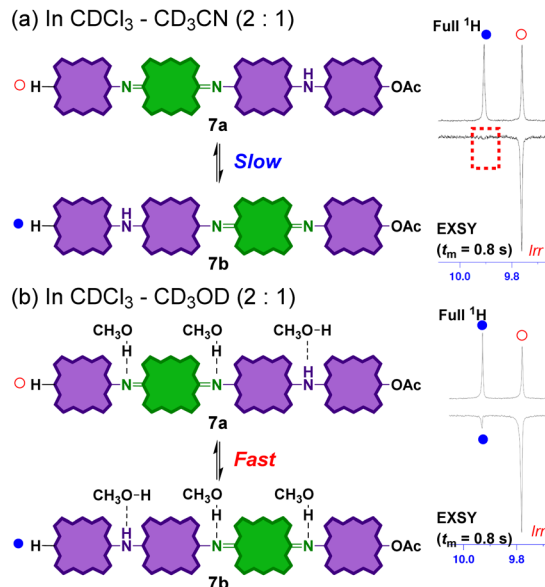 (a) In CDCl₃ - CD₃CN (2 : 1)
Full ¹H
H
N
N
H
N
OAc
7a
Slow
H
H
N
N
N
OAc
7b
EXSY
(tₘ = 0.8 s)
Irr
10.0 9.8
(b) In CDCl₃ - CD₃OD (2 : 1)
Full ¹H
CH₃O CH₃O CH₃O-H
H H
H
H N N N OAc
7a
Fast
CH₃O-H CH₃O CH₃O
H H H
H N N N OAc
7b
EXSY
(tₘ = 0.8 s)
Irr
10.0 9.8